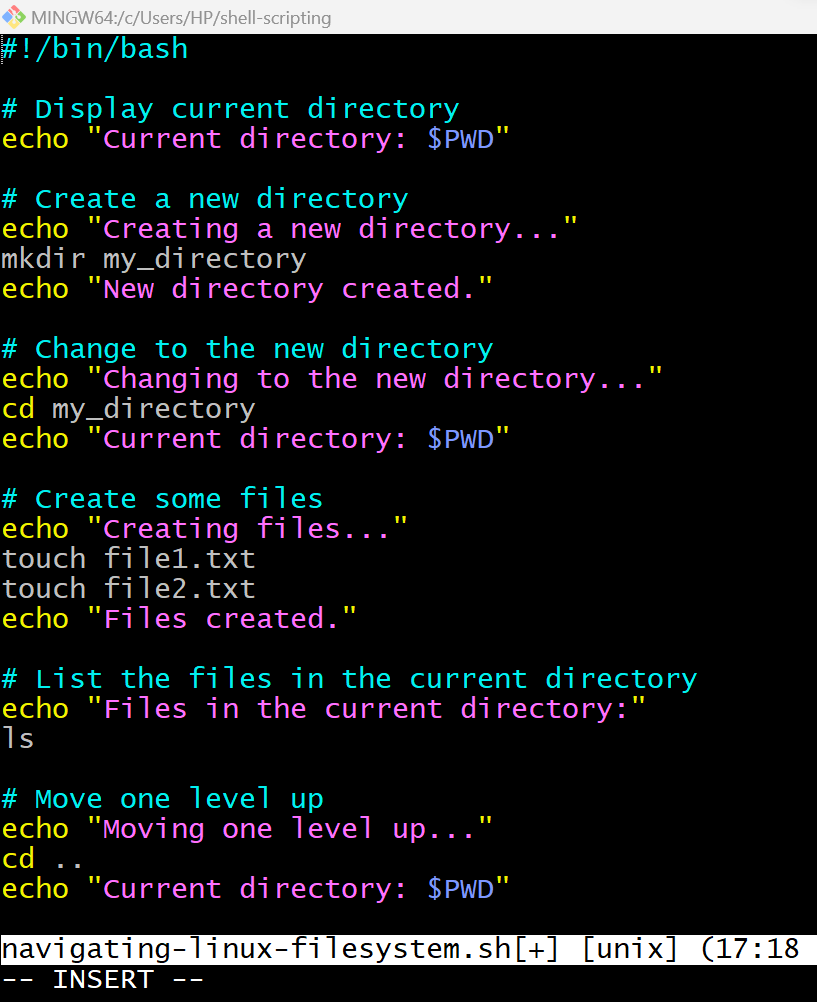 MINGW64:/c/Users/HP/shell-scripting
#!/bin/bash
# Display current directory
echo "Current directory: $PWD"
# Create a new directory
echo "Creating a new directory..."
mkdir my_directory
echo "New directory created."
# Change to the new directory
echo "Changing to the new directory..."
cd my_directory
echo "Current directory: $PWD"
# Create some files
echo "Creating files..."
touch file1.txt
touch file2.txt
echo "Files created."
# List the files in the current directory
echo "Files in the current directory:"
ls
# Move one level up
echo "Moving one level up..."
cd ..
echo "Current directory: $PWD"
navigating-linux-filesystem.sh[+] [unix] (17:18
-- INSERT --